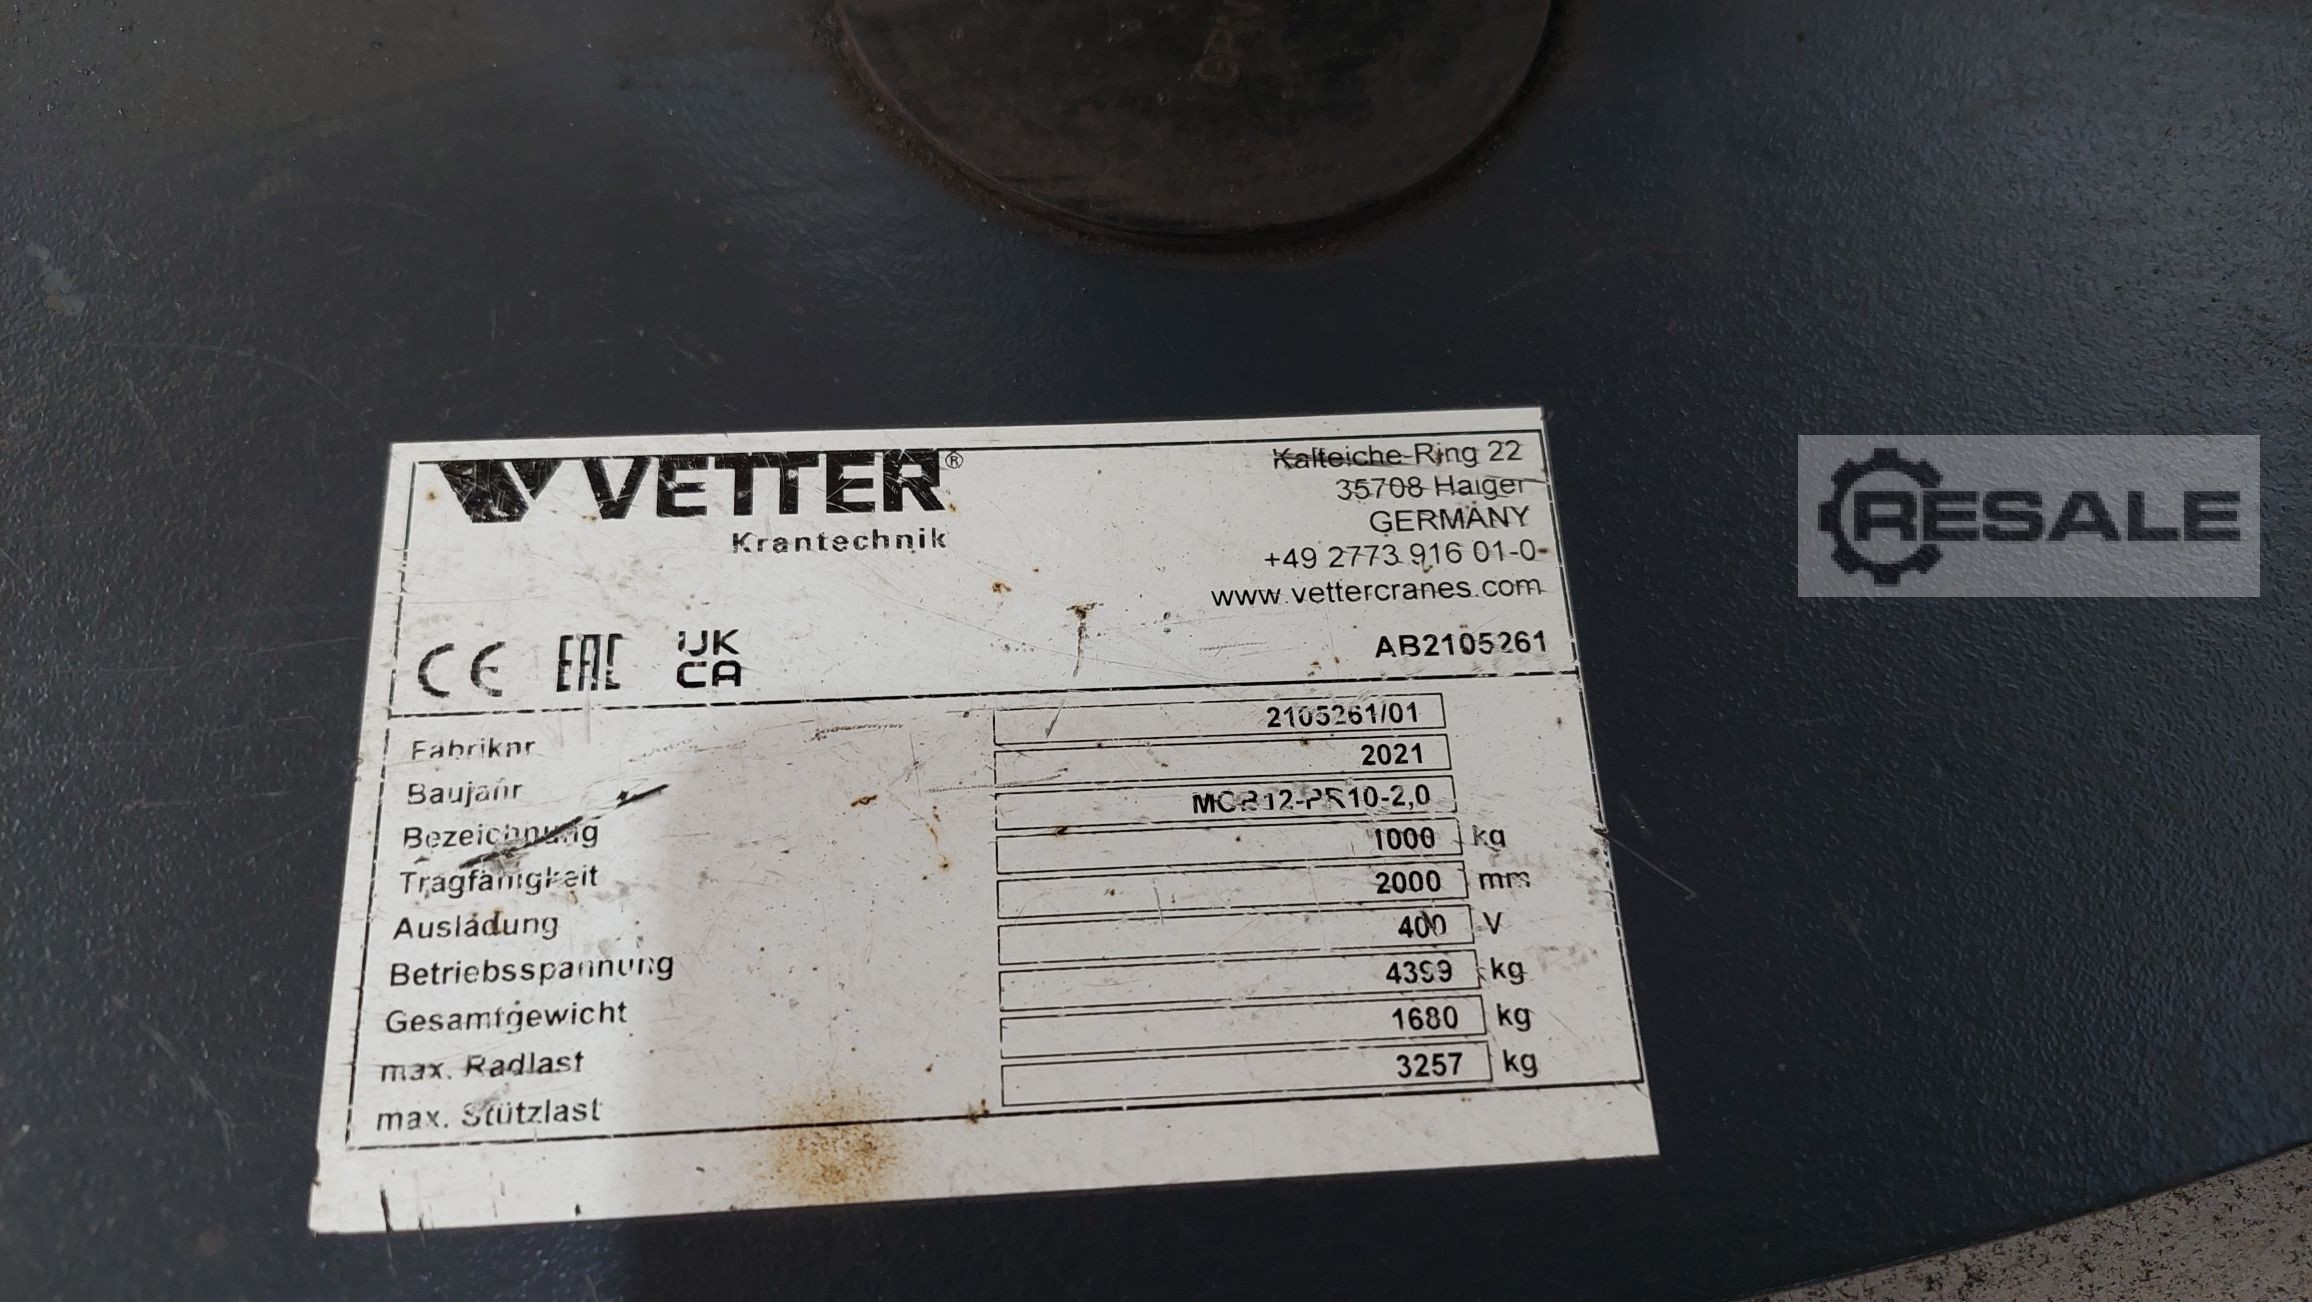 VETTER®
Krantechnik
Kalteiche-Ring 22
35708 Haiger
GERMANY
+49 2773 916 01-0
www.vettercranes.com
CE EAC UK
CA
AB2105261
Fabriknr 2105261/01
Baujahr 2021
Bezeichnung
Tragfähigkeit 1000 kg
Ausladung 2000 mm
Betriebsspannung 400 V
Gesamtgewicht 4399 kg
max. Radlast 1680 kg
max. Stützlast 3257 kg
RESALE